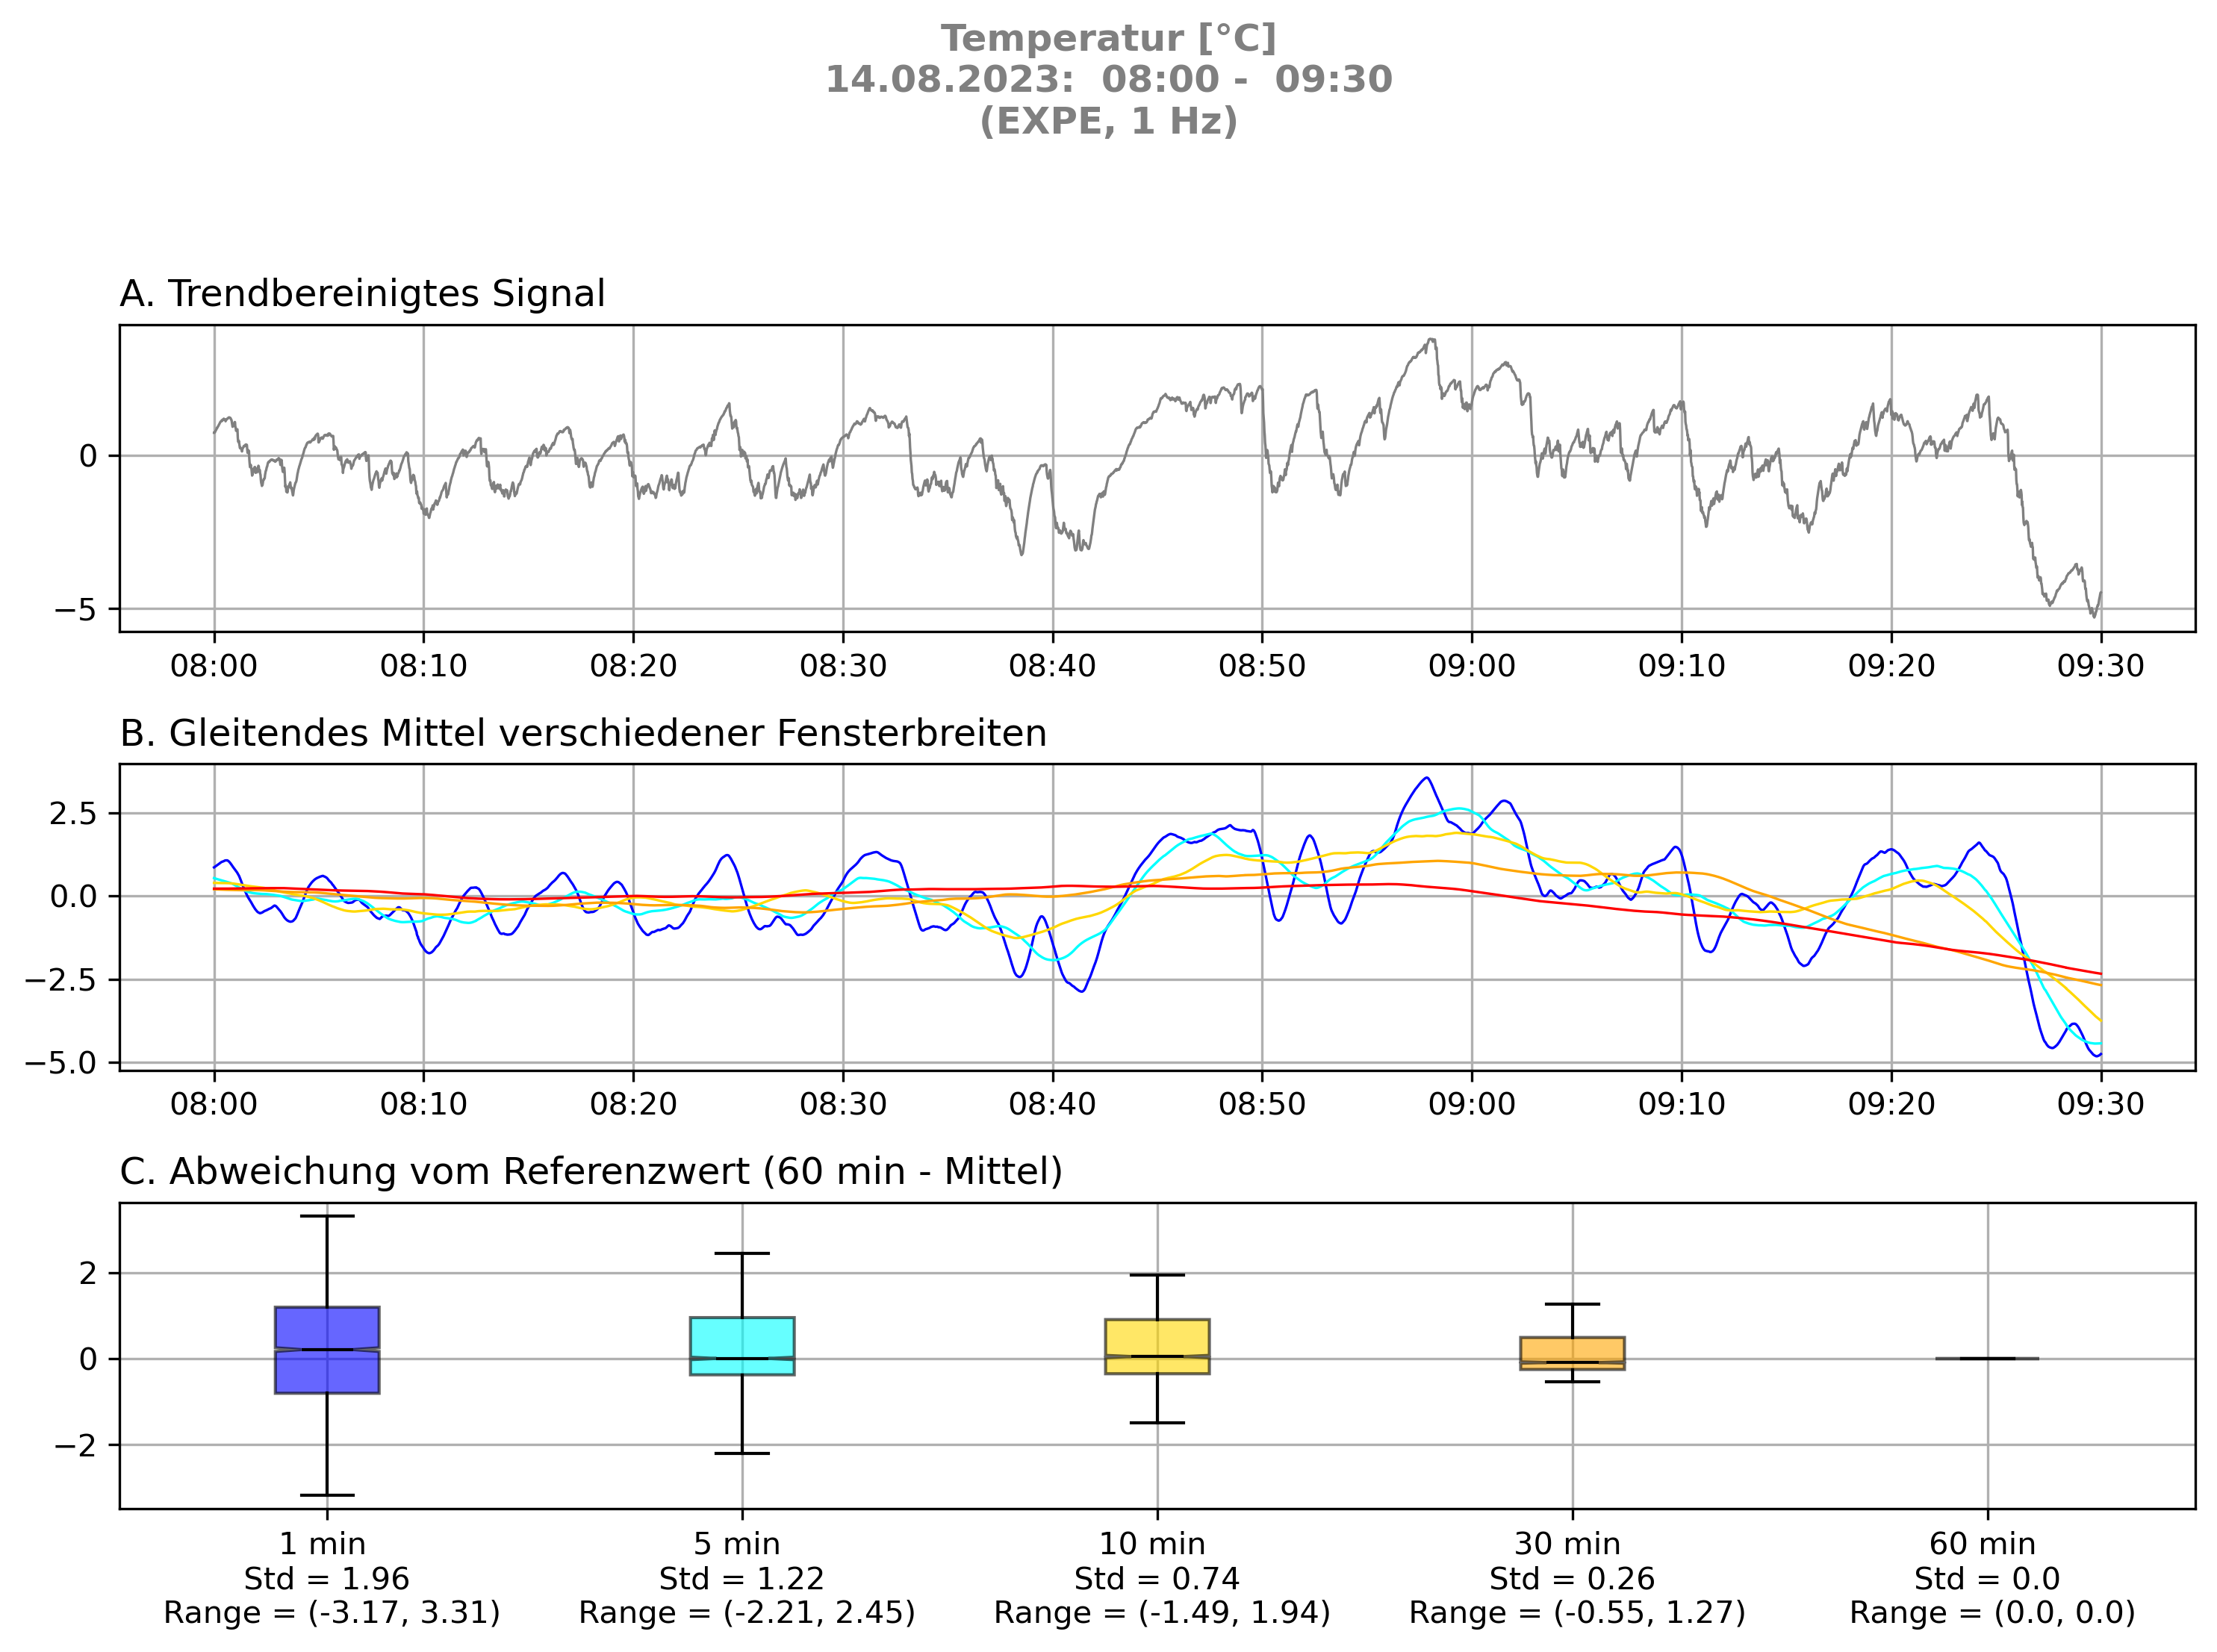 Temperatur [°C]
14.08.2023:  08:00 -  09:30
(EXPE, 1 Hz)
A. Trendbereinigtes Signal
0
−5
08:00 08:10 08:20 08:30 08:40 08:50 09:00 09:10 09:20 09:30
B. Gleitendes Mittel verschiedener Fensterbreiten
2.5
0.0
−2.5
−5.0
08:00 08:10 08:20 08:30 08:40 08:50 09:00 09:10 09:20 09:30
C. Abweichung vom Referenzwert (60 min - Mittel)
2
0
−2
1 min 5 min 10 min 30 min 60 min
Std = 1.96 Std = 1.22 Std = 0.74 Std = 0.26 Std = 0.0
Range = (-3.17, 3.31) Range = (-2.21, 2.45) Range = (-1.49, 1.94) Range = (-0.55, 1.27) Range = (0.0, 0.0)